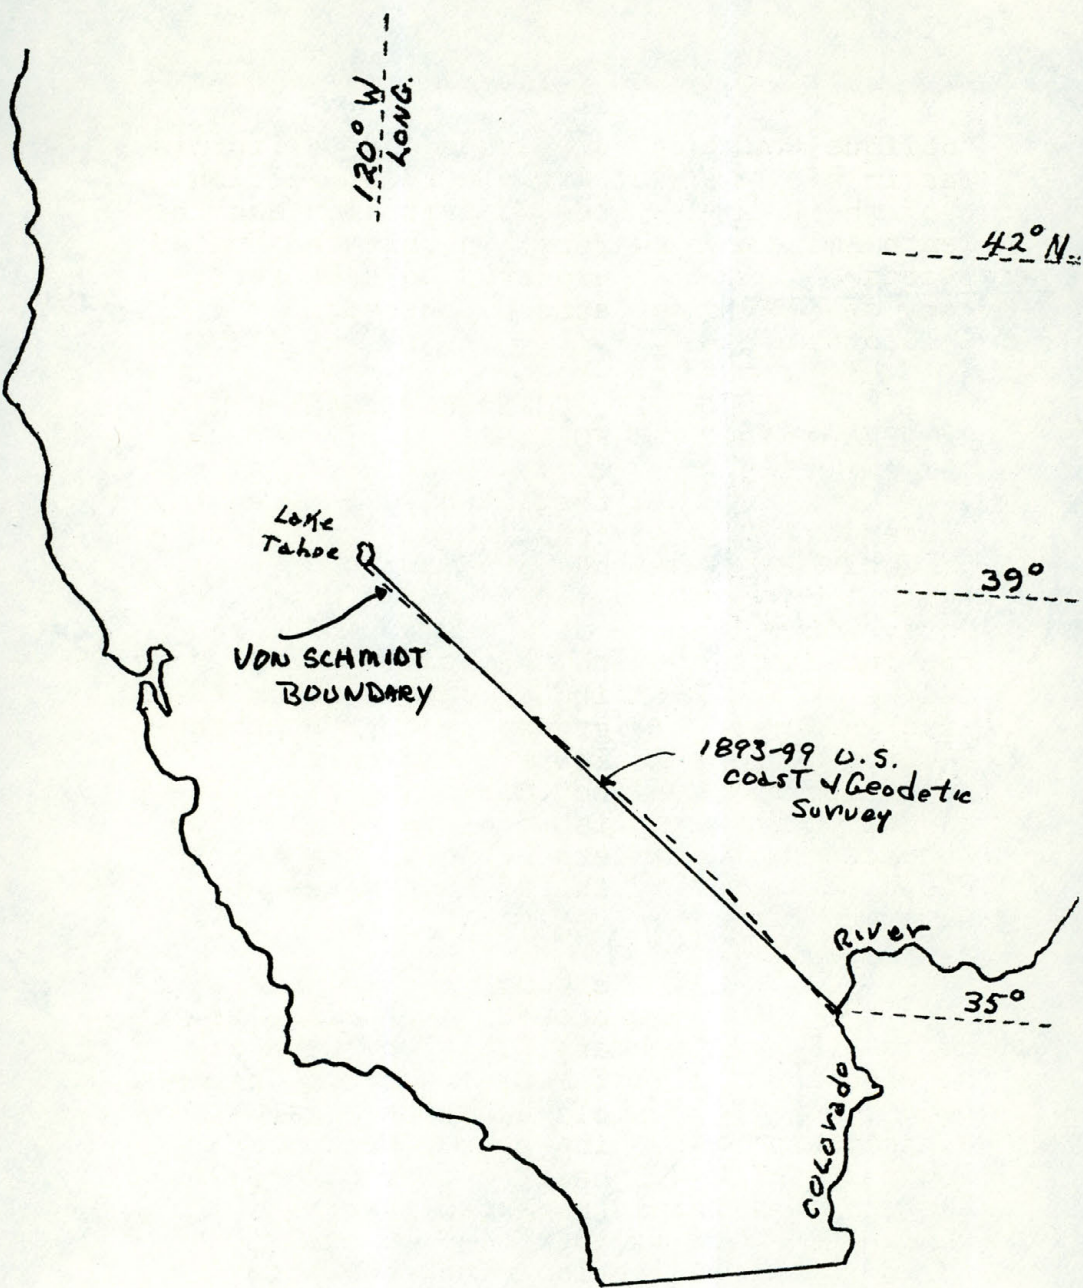 120° W
LONG.
42° N.
Lake
Tahoe
39°
VON SCHMIDT
BOUNDARY
1893-99 U.S.
COAST & Geodetic
Survey
River
35°
COLORADO